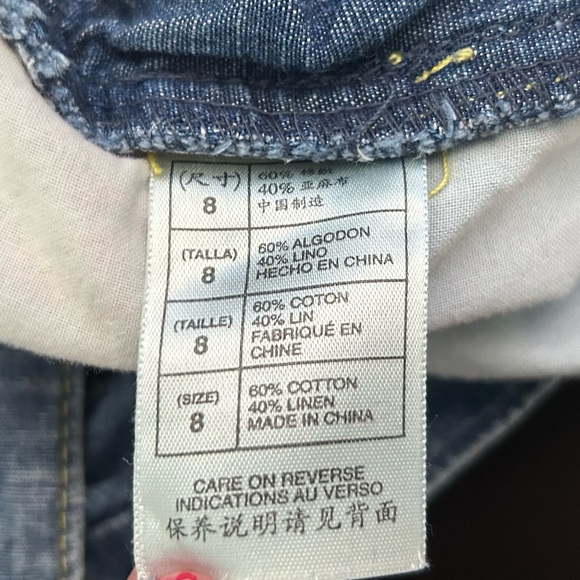 (尺寸)
8
60% 棉
40% 亚麻布
中国制造
(TALLA)
8
60% ALGODON
40% LINO
HECHO EN CHINA
(TAILLE)
8
60% COTON
40% LIN
FABRIQUÉ EN
CHINE
(SIZE)
8
60% COTTON
40% LINEN
MADE IN CHINA
CARE ON REVERSE
INDICATIONS AU VERSO
保养说明请见背面